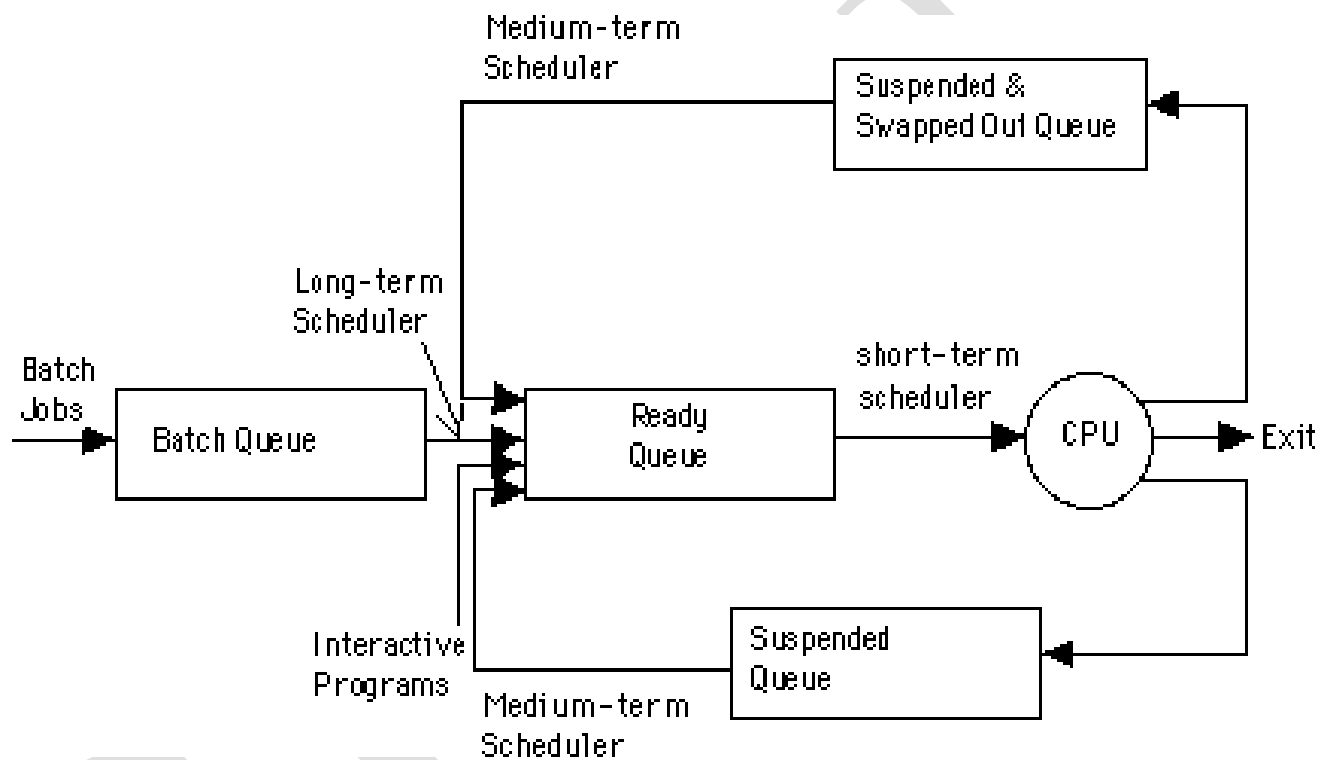 Medium-term
Scheduler
Suspended &
Swapped Out Queue
Long-term
Scheduler
Batch
Jobs
Batch Queue
Ready
Queue
short-term
scheduler
CPU
Exit
Interactive
Programs
Suspended
Queue
Medium-term
Scheduler